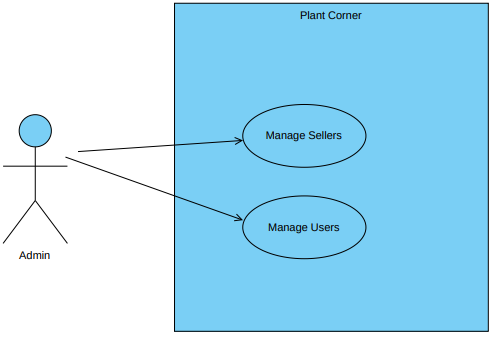 Plant Corner
Manage Sellers
Manage Users
Admin